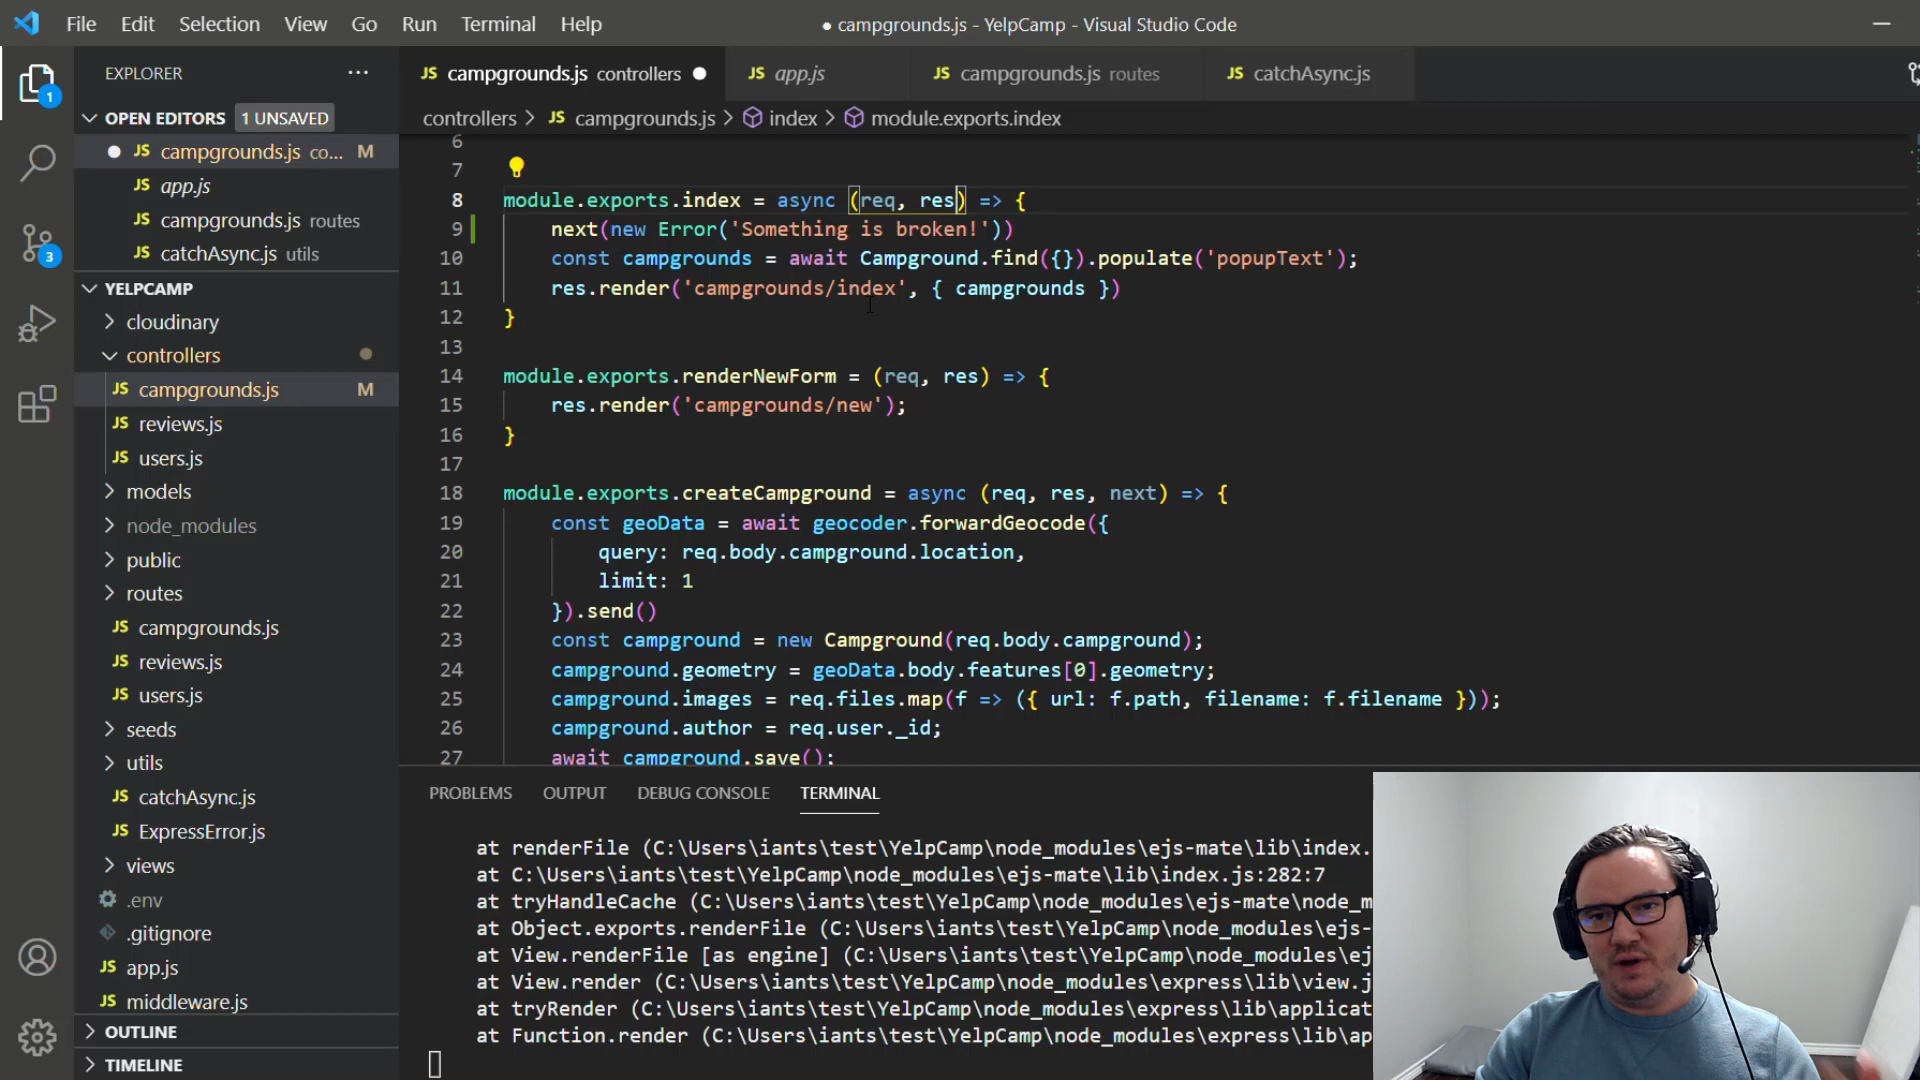 File Edit Selection View Go Run Terminal Help
● campgrounds.js - YelpCamp - Visual Studio Code
EXPLORER ···
JS campgrounds.js controllers ●
JS app.js
JS campgrounds.js routes
JS catchAsync.js
OPEN EDITORS 1 UNSAVED
controllers > JS campgrounds.js > index > module.exports.index
1
JS campgrounds.js co... M
JS app.js
JS campgrounds.js routes
JS catchAsync.js utils
3
YELPCAMP
cloudinary
controllers
JS campgrounds.js M
JS reviews.js
JS users.js
models
node_modules
public
routes
JS campgrounds.js
JS reviews.js
JS users.js
seeds
utils
JS catchAsync.js
JS ExpressError.js
views
.env
.gitignore
JS app.js
JS middleware.js
OUTLINE
TIMELINE
6
7
8 module.exports.index = async (req, res) => {
9 next(new Error('Something is broken!'))
10 const campgrounds = await Campground.find({}).populate('popupText');
11 res.render('campgrounds/index', { campgrounds })
12 }
13
14 module.exports.renderNewForm = (req, res) => {
15 res.render('campgrounds/new');
16 }
17
18 module.exports.createCampground = async (req, res, next) => {
19 const geoData = await geocoder.forwardGeocode({
20 query: req.body.campground.location,
21 limit: 1
22 }).send()
23 const campground = new Campground(req.body.campground);
24 campground.geometry = geoData.body.features[0].geometry;
25 campground.images = req.files.map(f => ({ url: f.path, filename: f.filename }));
26 campground.author = req.user._id;
27 await campground.save();
PROBLEMS OUTPUT DEBUG CONSOLE TERMINAL
at renderFile (C:\Users\iants\test\YelpCamp\node_modules\ejs-mate\lib\index.
at C:\Users\iants\test\YelpCamp\node_modules\ejs-mate\lib\index.js:282:7
at tryHandleCache (C:\Users\iants\test\YelpCamp\node_modules\ejs-mate\node_m
at Object.exports.renderFile (C:\Users\iants\test\YelpCamp\node_modules\ejs-
at View.renderFile [as engine] (C:\Users\iants\test\YelpCamp\node_modules\ej
at View.render (C:\Users\iants\test\YelpCamp\node_modules\express\lib\view.j
at tryRender (C:\Users\iants\test\YelpCamp\node_modules\express\lib\applicat
at Function.render (C:\Users\iants\test\YelpCamp\node_modules\express\lib\ap